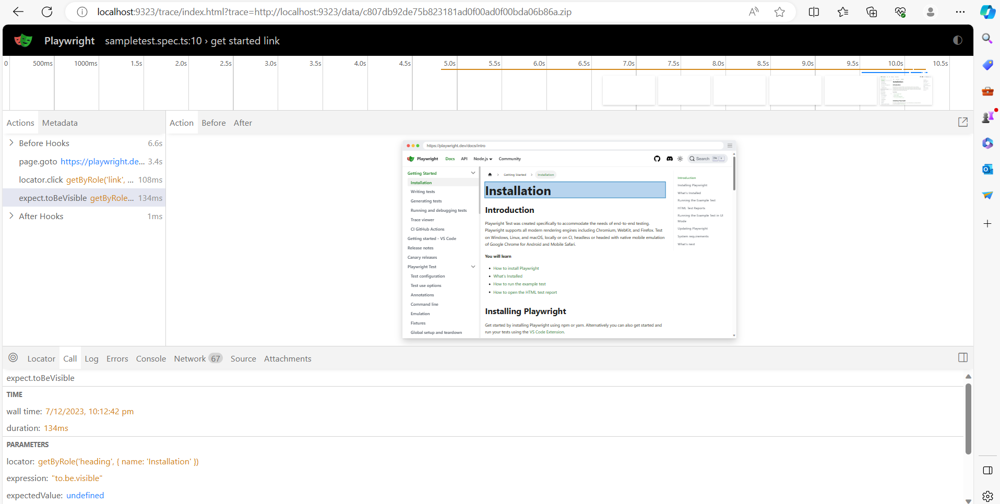 localhost:9323/trace/index.html?trace=http://localhost:9323/data/c807db92de75b823181ad0f00ad0f00bda06b86a.zip
Playwright sampletest.spec.ts:10 › get started link
0 500ms 1000ms 1.5s 2.0s 2.5s 3.0s 3.5s 4.0s 4.5s 5.0s 5.5s 6.0s 6.5s 7.0s 7.5s 8.0s 8.5s 9.0s 9.5s 10.0s 10.5s
Actions Metadata
Before Hooks 6.6s
page.goto https://playwright.de... 3.4s
locator.click getByRole('link', ... 108ms
expect.toBeVisible getByRole... 134ms
After Hooks 1ms
Action Before After
https://playwright.dev/docs/intro
Playwright Docs API Node.js Community Search
Getting Started
Installation
Writing tests
Generating tests
Running and debugging tests
Trace viewer
CI GitHub Actions
Getting started - VS Code
Release notes
Canary releases
Playwright Test
Test configuration
Test use options
Annotations
Command line
Emulation
Fixtures
Global setup and teardown
Getting Started Installation
Installation
Introduction
Playwright Test was created specifically to accommodate the needs of end-to-end testing.
Playwright supports all modern rendering engines including Chromium, WebKit, and Firefox. Test
on Windows, Linux, and macOS, locally or on CI, headless or headed with native mobile emulation
of Google Chrome for Android and Mobile Safari.
You will learn
How to install Playwright
What's Installed
How to run the example test
How to open the HTML test report
Installing Playwright
Get started by installing Playwright using npm or yarn. Alternatively you can also get started and
run your tests using the VS Code Extension.
Introduction
Installing Playwright
What's Installed
Running the Example Test
HTML Test Reports
Running the Example Test in UI
Mode
Updating Playwright
System requirements
What's next
Locator Call Log Errors Console Network 67 Source Attachments
expect.toBeVisible
TIME
wall time: 7/12/2023, 10:12:42 pm
duration: 134ms
PARAMETERS
locator: getByRole('heading', { name: 'Installation' })
expression: "to.be.visible"
expectedValue: undefined